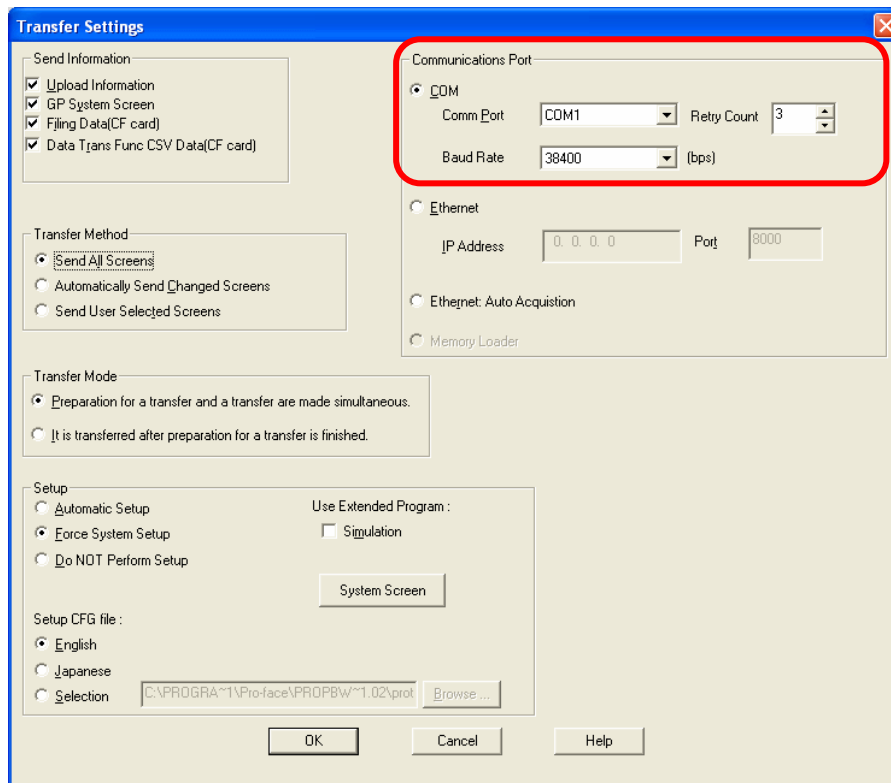 Transfer Settings
Send Information
Upload Information
GP System Screen
Filing Data(CF card)
Data Trans Func CSV Data(CF card)
Communications Port
COM
Comm Port COM1 Retry Count 3
Baud Rate 38400 (bps)
Ethernet
IP Address 0. 0. 0. 0 Port 8000
Ethernet: Auto Acquistion
Memory Loader
Transfer Method
Send All Screens
Automatically Send Changed Screens
Send User Selected Screens
Transfer Mode
Preparation for a transfer and a transfer are made simultaneous.
It is transferred after preparation for a transfer is finished.
Setup
Automatic Setup
Force System Setup
Do NOT Perform Setup
Use Extended Program :
Simulation
System Screen
Setup CFG file :
English
Japanese
Selection C:\PROGRA~1\Pro-face\PROPBW~1.02\prot Browse ...
OK Cancel Help